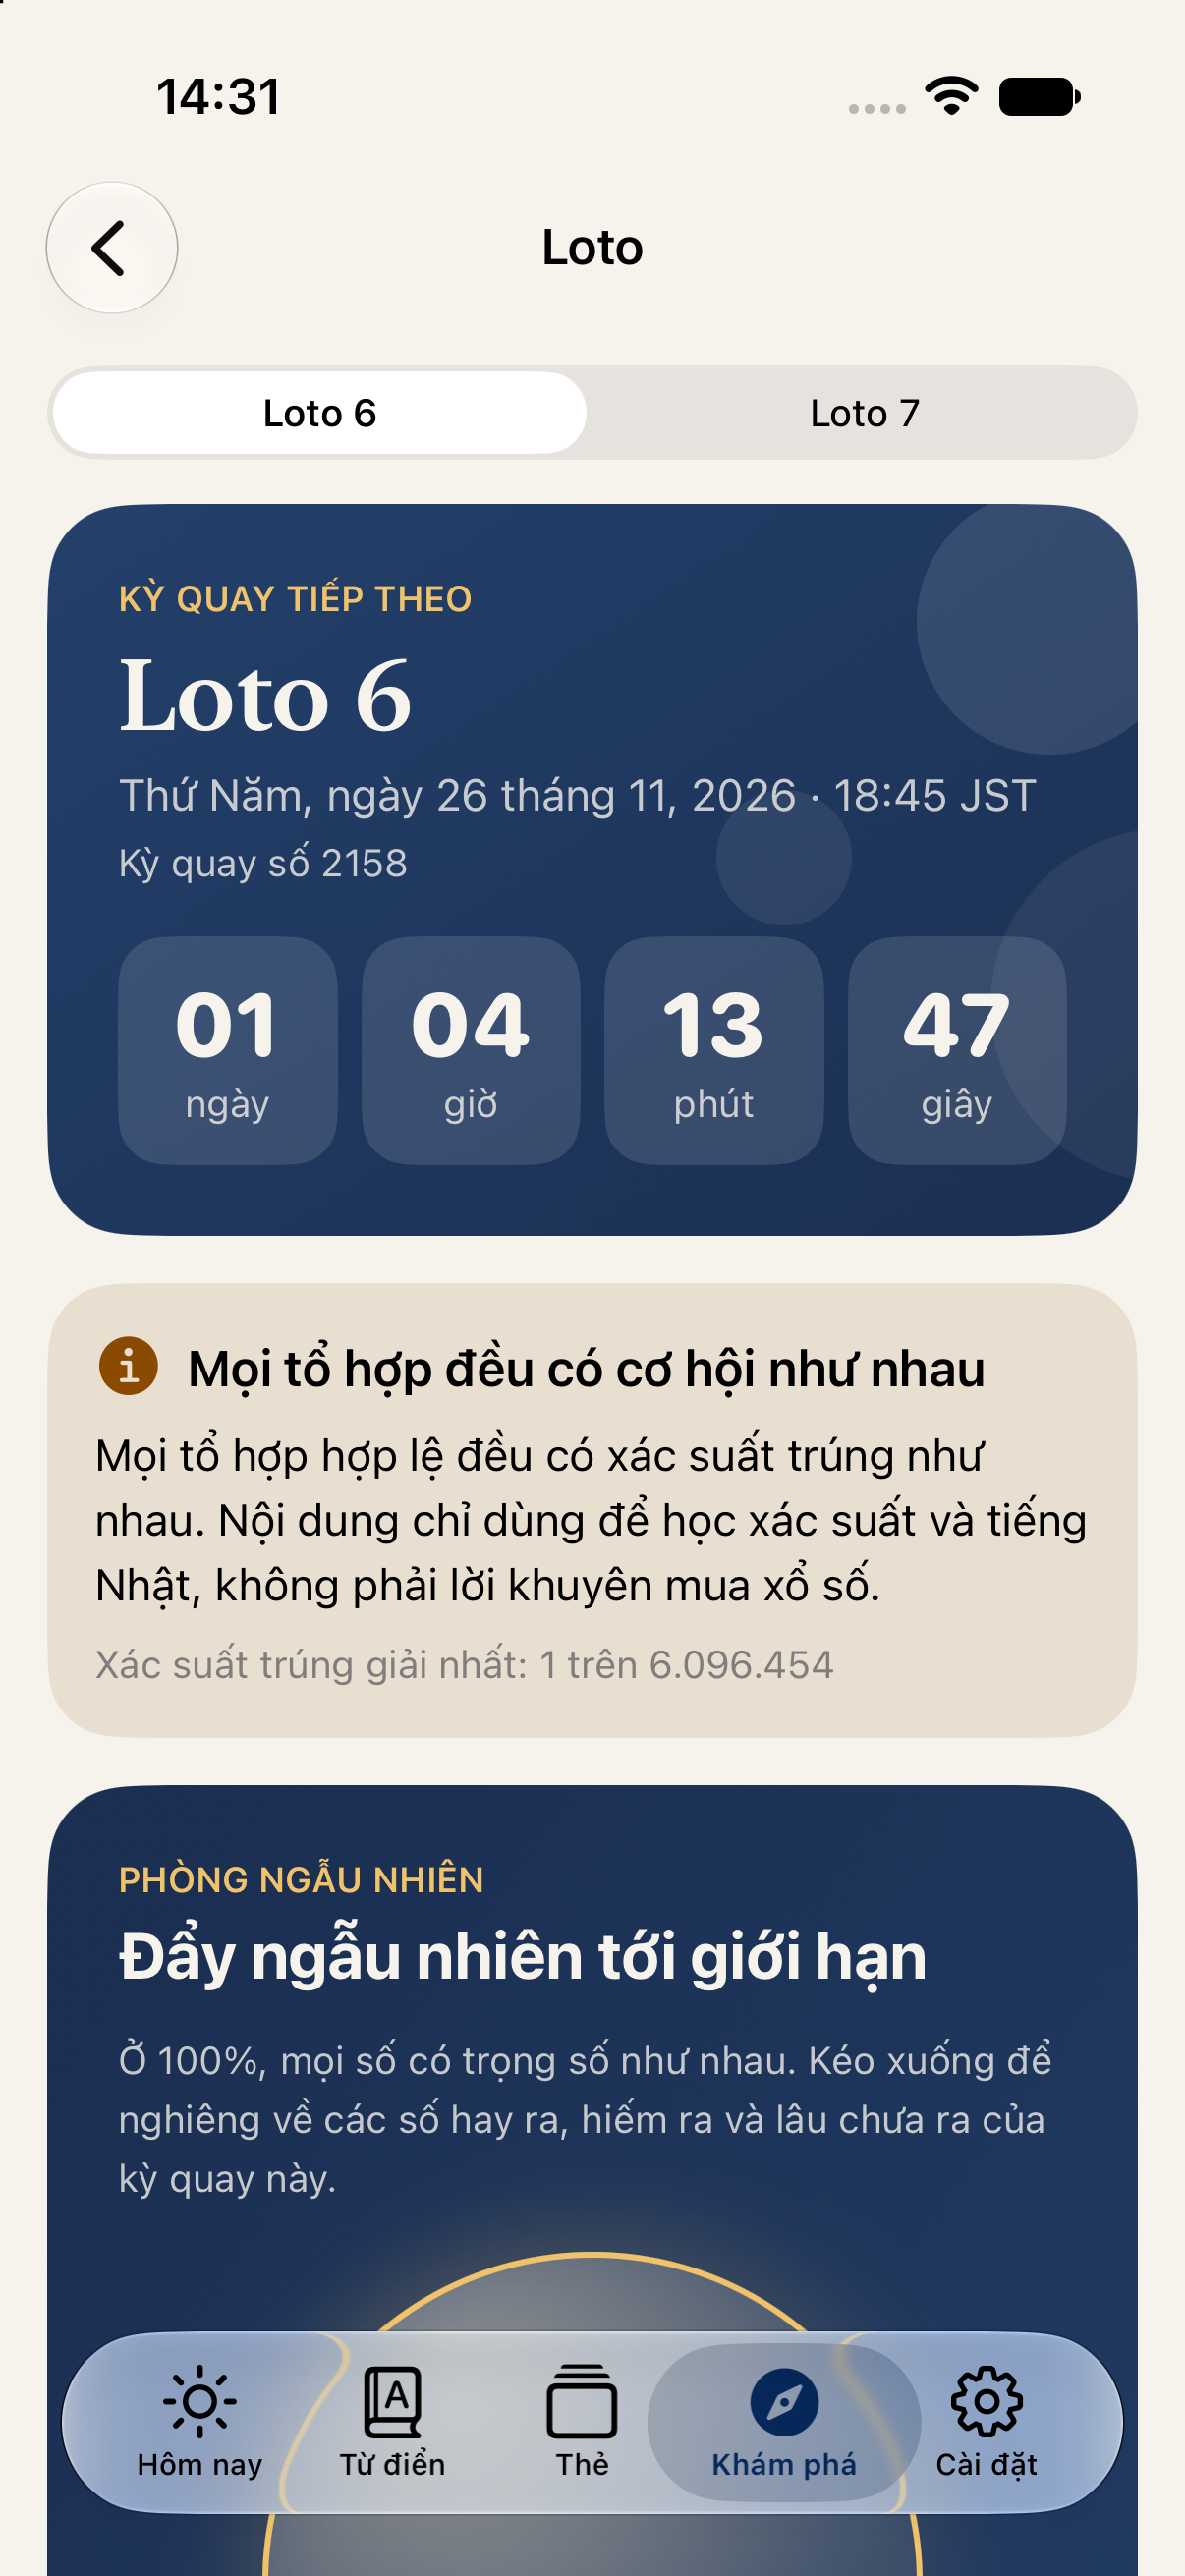 14:31
Loto
Loto 6
Loto 7
KỲ QUAY TIẾP THEO
Loto 6
Thứ Năm, ngày 26 tháng 11, 2026 · 18:45 JST
Kỳ quay số 2158
01
04
13
47
ngày
giờ
phút
giây
Mọi tổ hợp đều có cơ hội như nhau
Mọi tổ hợp hợp lệ đều có xác suất trúng như
nhau. Nội dung chỉ dùng để học xác suất và tiếng
Nhật, không phải lời khuyên mua xổ số.
Xác suất trúng giải nhất: 1 trên 6.096.454
PHÒNG NGẪU NHIÊN
Đẩy ngẫu nhiên tới giới hạn
Ở 100%, mọi số có trọng số như nhau. Kéo xuống để
nghiêng về các số hay ra, hiếm ra và lâu chưa ra của
kỳ quay này.
Hôm nay
Từ điển
Thẻ
Khám phá
Cài đặt